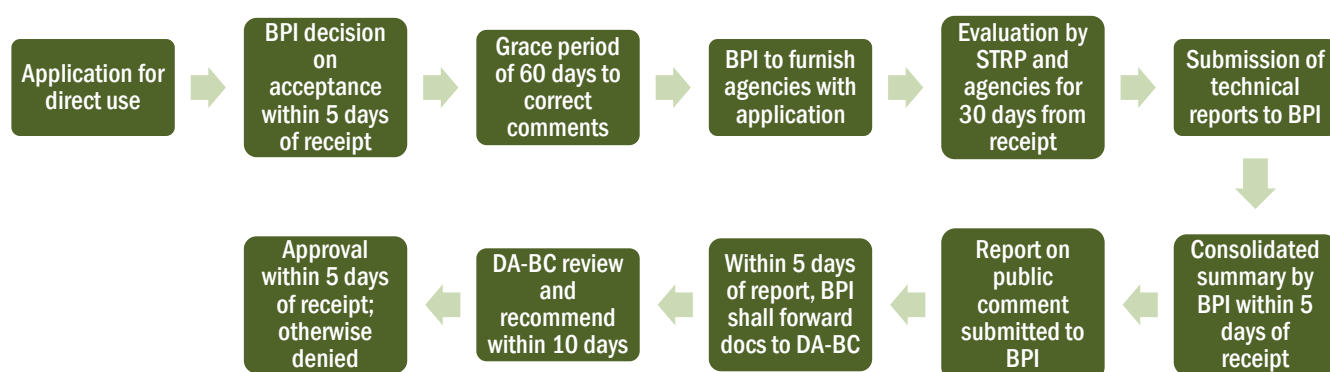 Application for
direct use
BPI decision
on
acceptance
within 5 days
of receipt
Grace period
of 60 days to
correct
comments
BPI to furnish
agencies with
application
Evaluation by
STRP and
agencies for
30 days from
receipt
Submission of
technical
reports to BPI
Consolidated
summary by
BPI within 5
days of
receipt
Report on
public
comment
submitted to
BPI
Within 5 days
of report, BPI
shall forward
docs to DA-BC
DA-BC review
and
recommend
within 10 days
Approval
within 5 days
of receipt;
otherwise
denied